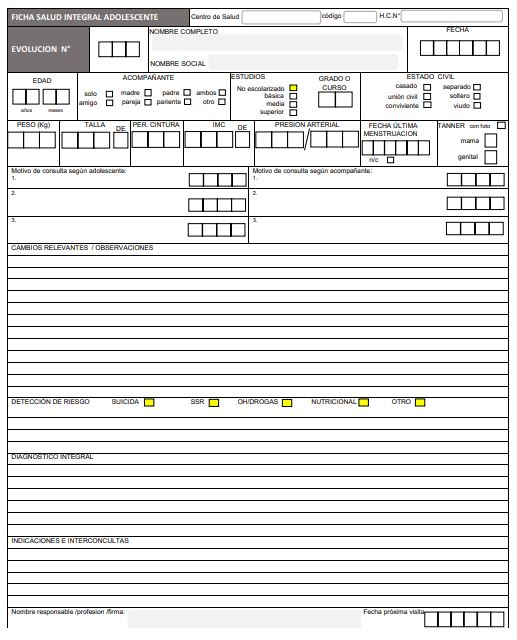 FICHA SALUD INTEGRAL ADOLESCENTE Centro de Salud código H.C.N°
EVOLUCION N° NOMBRE COMPLETO FECHA
NOMBRE SOCIAL
EDAD ACOMPAÑANTE ESTUDIOS GRADO O CURSO ESTADO CIVIL
años meses
solo madre padre ambos
amigo pareja pariente otro
No escolarizado
básica
media
superior
casado separado
unión civil soltero
conviviente viudo
PESO (Kg) TALLA DE PER. CINTURA IMC DE PRESION ARTERIAL / FECHA ÚLTIMA MENSTRUACION TANNER con foto
n/c
mama
genital
Motivo de consulta según adolescente: Motivo de consulta según acompañante:
1. 1.
2. 2.
3. 3.
CAMBIOS RELEVANTES / OBSERVACIONES
DETECCIÓN DE RIESGO SUICIDA SSR OH/DROGAS NUTRICIONAL OTRO
DIAGNOSTICO INTEGRAL
INDICACIONES E INTERCONCULTAS
Nombre responsable /profesion /firma: Fecha próxima visita